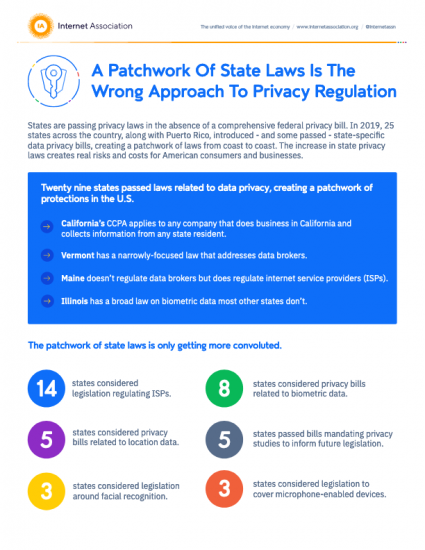 IA Internet Association
The unified voice of the internet economy / www.internetassociation.org / @internetassn
A Patchwork Of State Laws Is The
Wrong Approach To Privacy Regulation
States are passing privacy laws in the absence of a comprehensive federal privacy bill. In 2019, 25
states across the country, along with Puerto Rico, introduced - and some passed - state-specific
data privacy bills, creating a patchwork of laws from coast to coast. The increase in state privacy
laws creates real risks and costs for American consumers and businesses.
Twenty nine states passed laws related to data privacy, creating a patchwork of
protections in the U.S.
California's CCPA applies to any company that does business in California and
collects information from any state resident.
Vermont has a narrowly-focused law that addresses data brokers.
Maine doesn't regulate data brokers but does regulate internet service providers (ISPs).
Illinois has a broad law on biometric data most other states don't.
The patchwork of state laws is only getting more convoluted.
14 states considered
legislation regulating ISPs.
8 states considered privacy bills
related to biometric data.
5 states considered privacy
bills related to location data.
5 states passed bills mandating privacy
studies to inform future legislation.
3 states considered legislation
around facial recognition.
3 states considered legislation to
cover microphone-enabled devices.